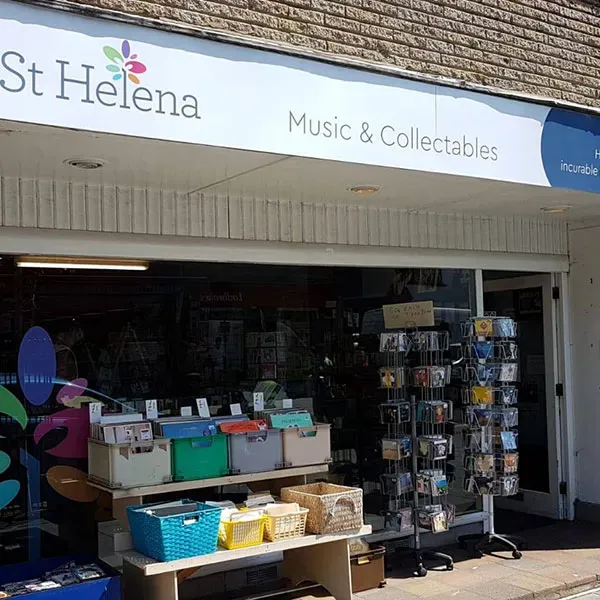 St Helena
Music & Collectables
H
incurable